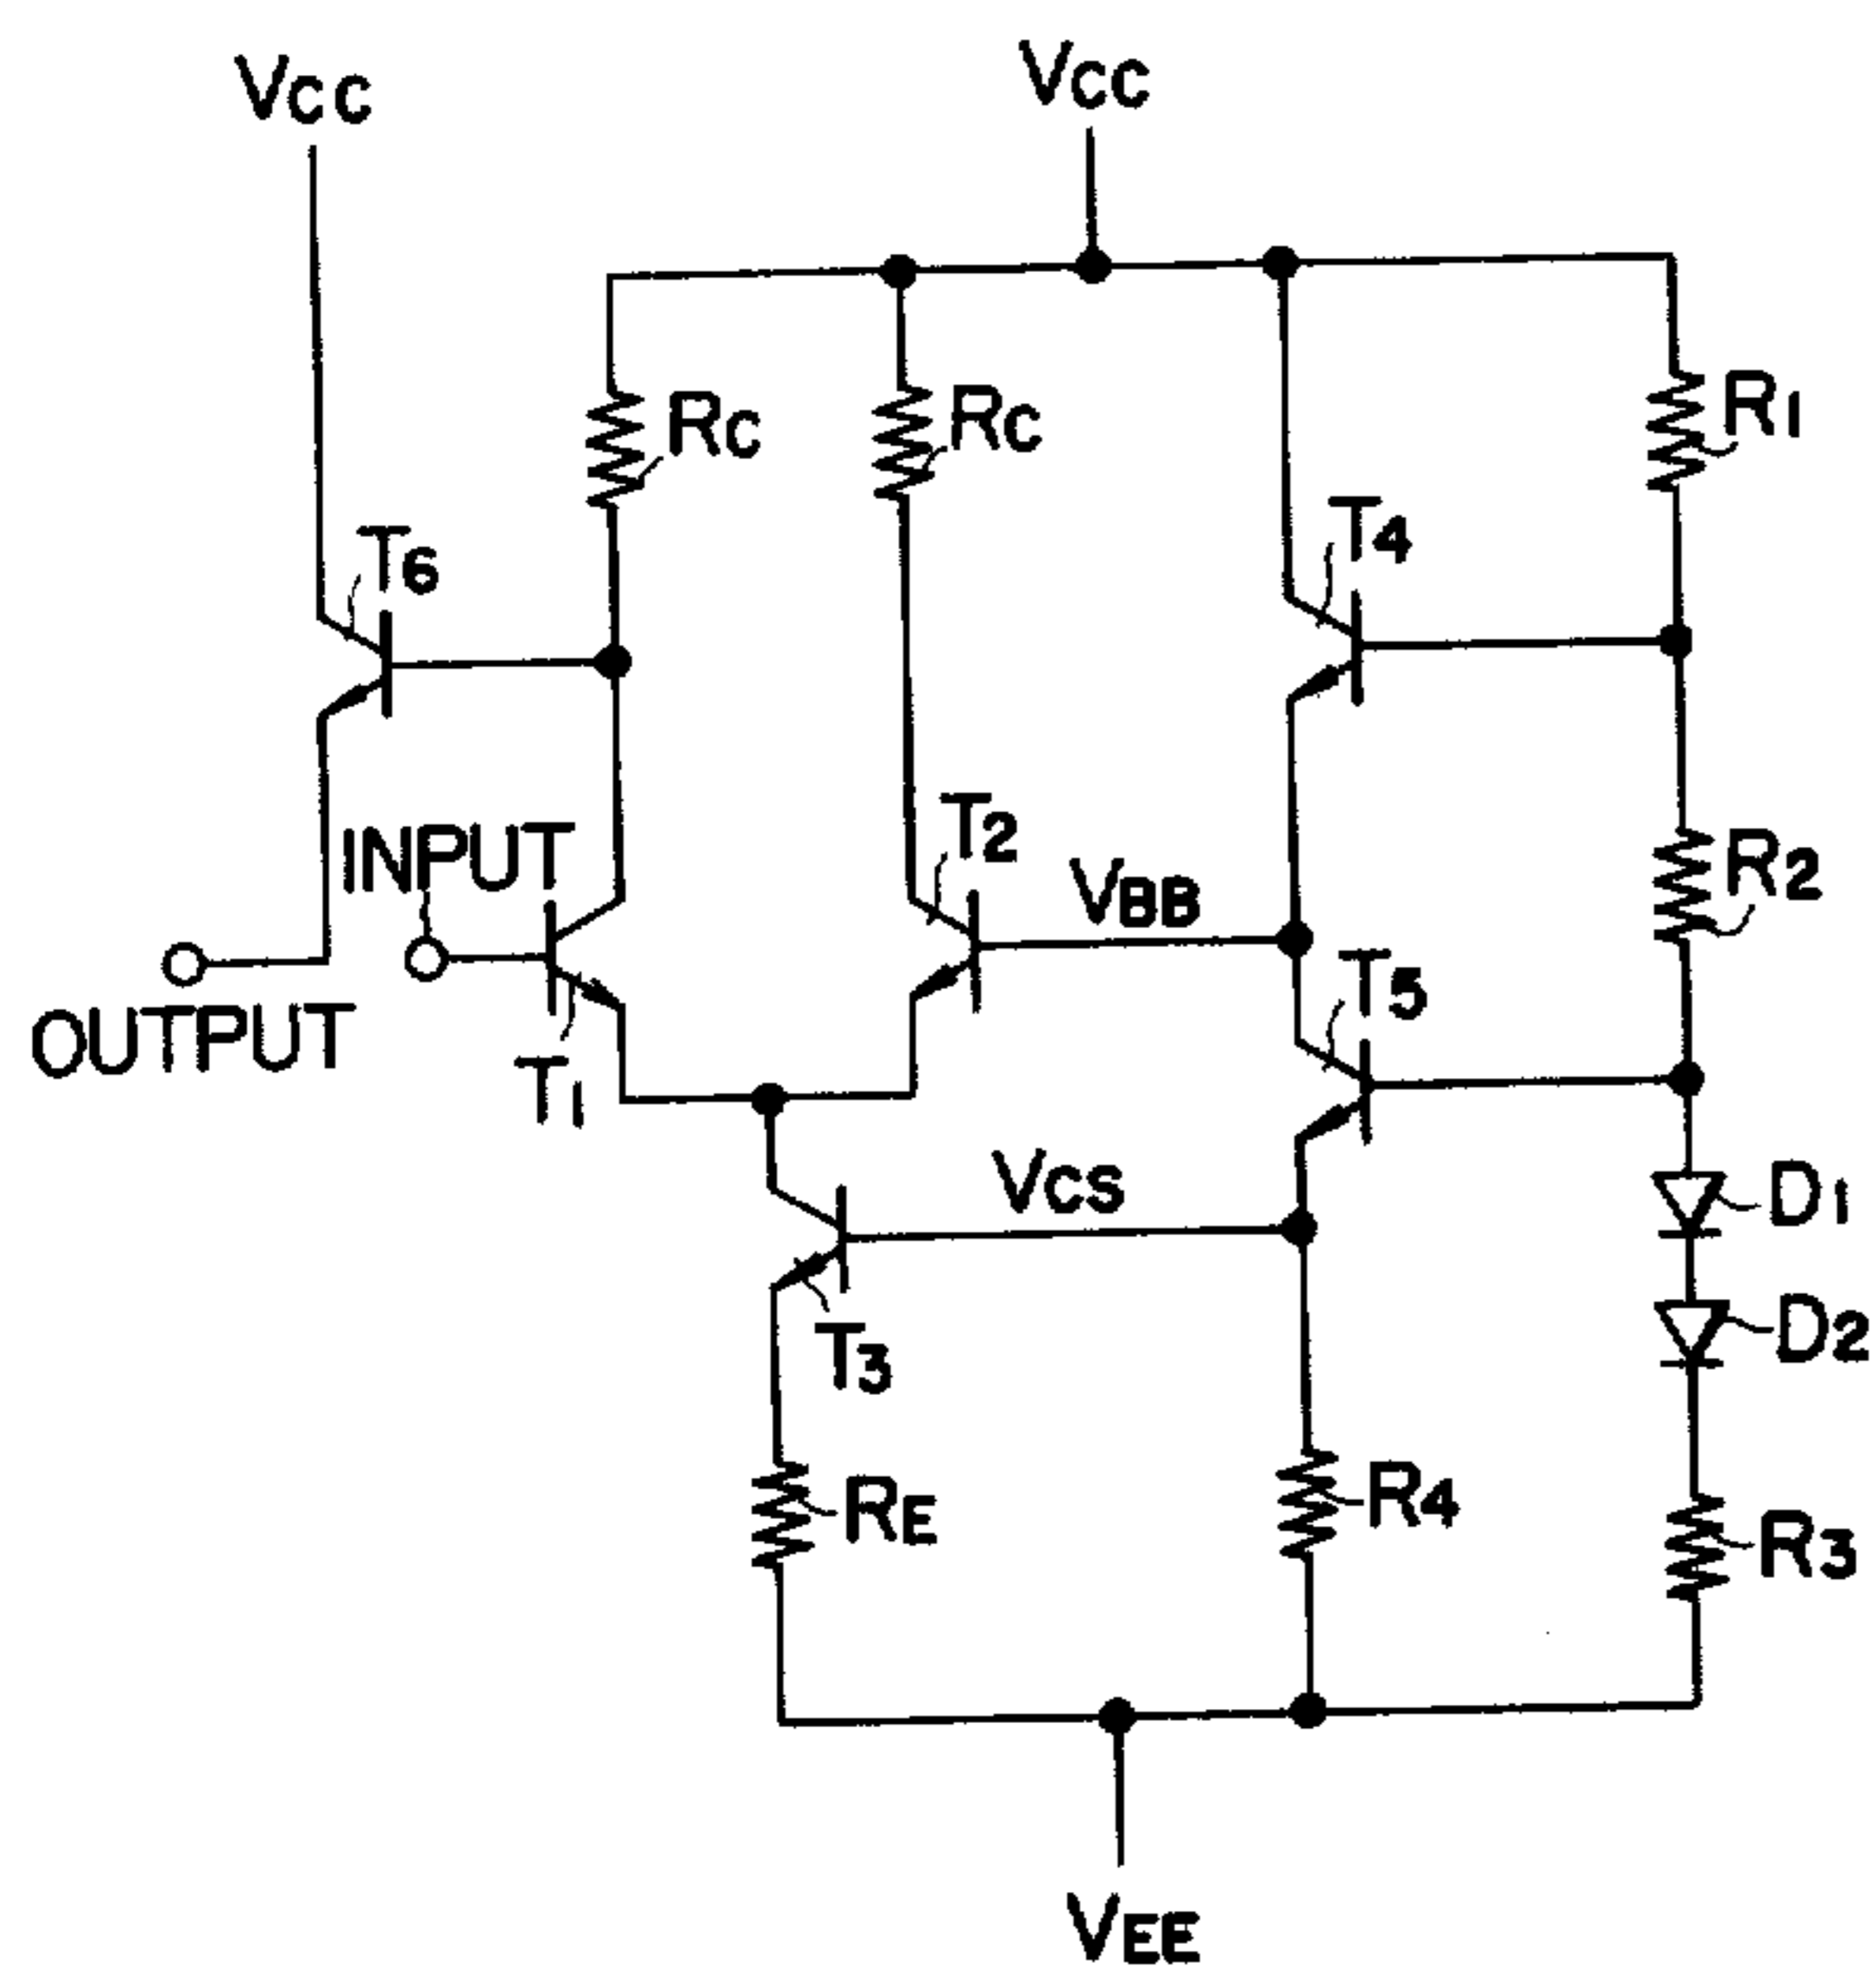 VCC
VCC
RC
RC
R1
T6
T4
INPUT
T2
VBB
R2
T5
OUTPUT
T1
VCS
D1
T3
D2
RE
R4
R3
VEE